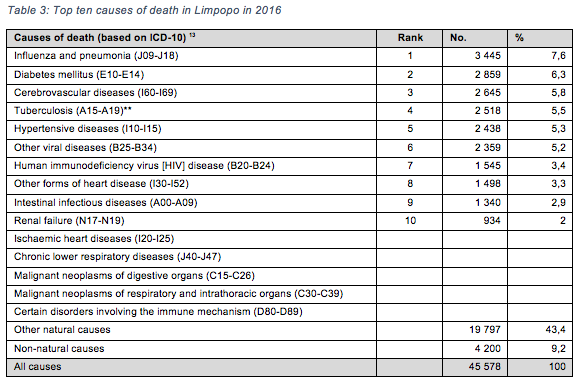 Table 3: Top ten causes of death in Limpopo in 2016
Causes of death (based on ICD-10) 13 Rank No. %
Influenza and pneumonia (J09-J18) 1 3 445 7,6
Diabetes mellitus (E10-E14) 2 2 859 6,3
Cerebrovascular diseases (I60-I69) 3 2 645 5,8
Tuberculosis (A15-A19)** 4 2 518 5,5
Hypertensive diseases (I10-I15) 5 2 438 5,3
Other viral diseases (B25-B34) 6 2 359 5,2
Human immunodeficiency virus [HIV] disease (B20-B24) 7 1 545 3,4
Other forms of heart disease (I30-I52) 8 1 498 3,3
Intestinal infectious diseases (A00-A09) 9 1 340 2,9
Renal failure (N17-N19) 10 934 2
Ischaemic heart diseases (I20-I25)
Chronic lower respiratory diseases (J40-J47)
Malignant neoplasms of digestive organs (C15-C26)
Malignant neoplasms of respiratory and intrathoracic organs (C30-C39)
Certain disorders involving the immune mechanism (D80-D89)
Other natural causes 19 797 43,4
Non-natural causes 4 200 9,2
All causes 45 578 100